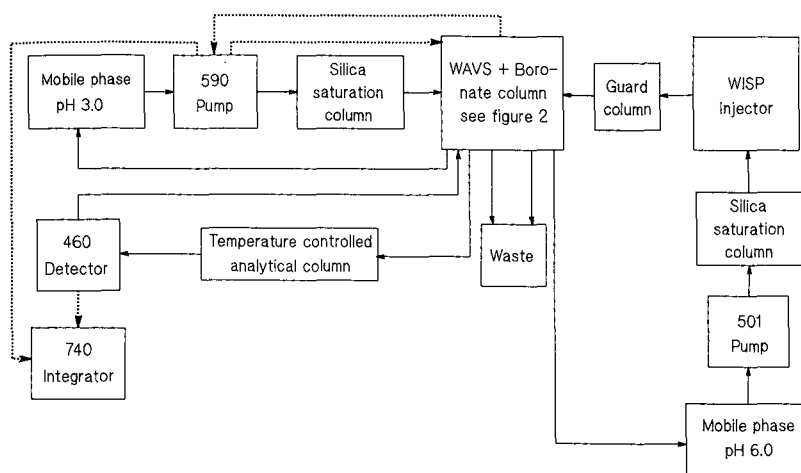 Mobile phase
pH 3.0
590
Pump
Silica
saturation
column
WAVS + Boro-
nate column
see figure 2
Guard
column
WISP
injector
460
Detector
Temperature controlled
analytical column
Waste
Silica
saturation
column
740
Integrator
501
Pump
Mobile phase
pH 6.0